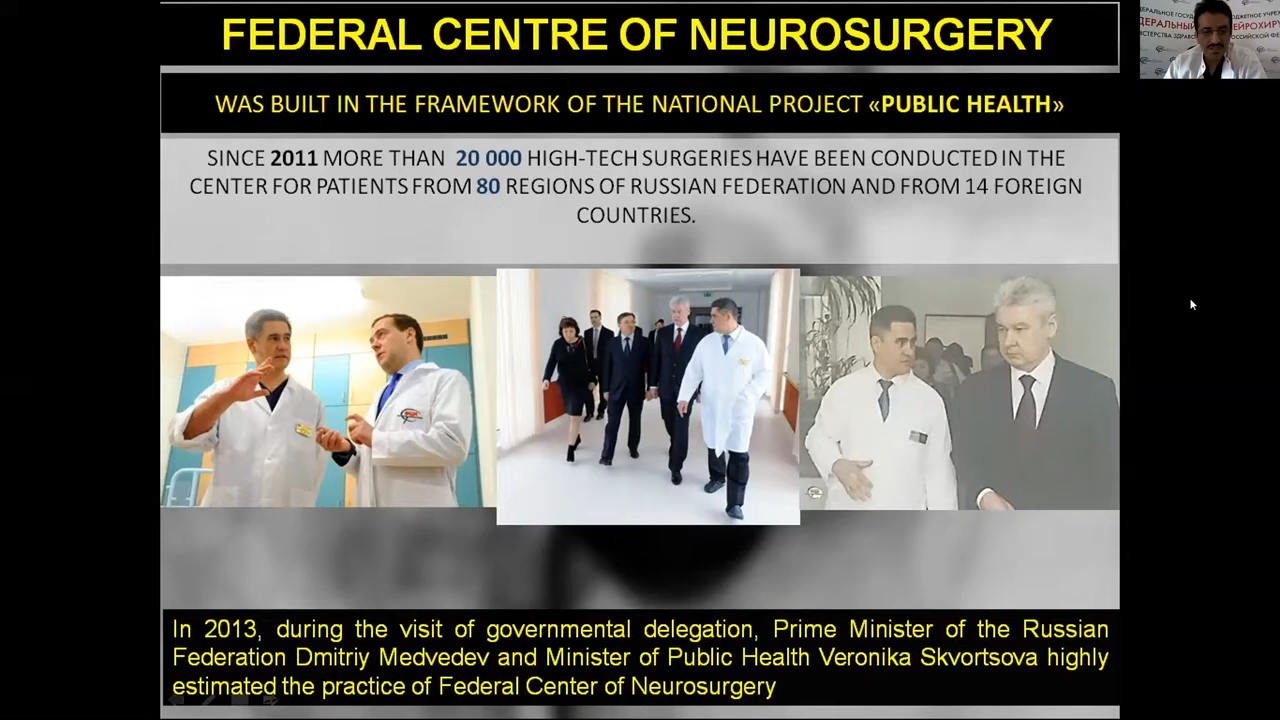 FEDERAL CENTRE OF NEUROSURGERY
WAS BUILT IN THE FRAMEWORK OF THE NATIONAL PROJECT «PUBLIC HEALTH»
SINCE 2011 MORE THAN 20 000 HIGH-TECH SURGERIES HAVE BEEN CONDUCTED IN THE
CENTER FOR PATIENTS FROM 80 REGIONS OF RUSSIAN FEDERATION AND FROM 14 FOREIGN
COUNTRIES.
In 2013, during the visit of governmental delegation, Prime Minister of the Russian
Federation Dmitriy Medvedev and Minister of Public Health Veronika Skvortsova highly
estimated the practice of Federal Center of Neurosurgery